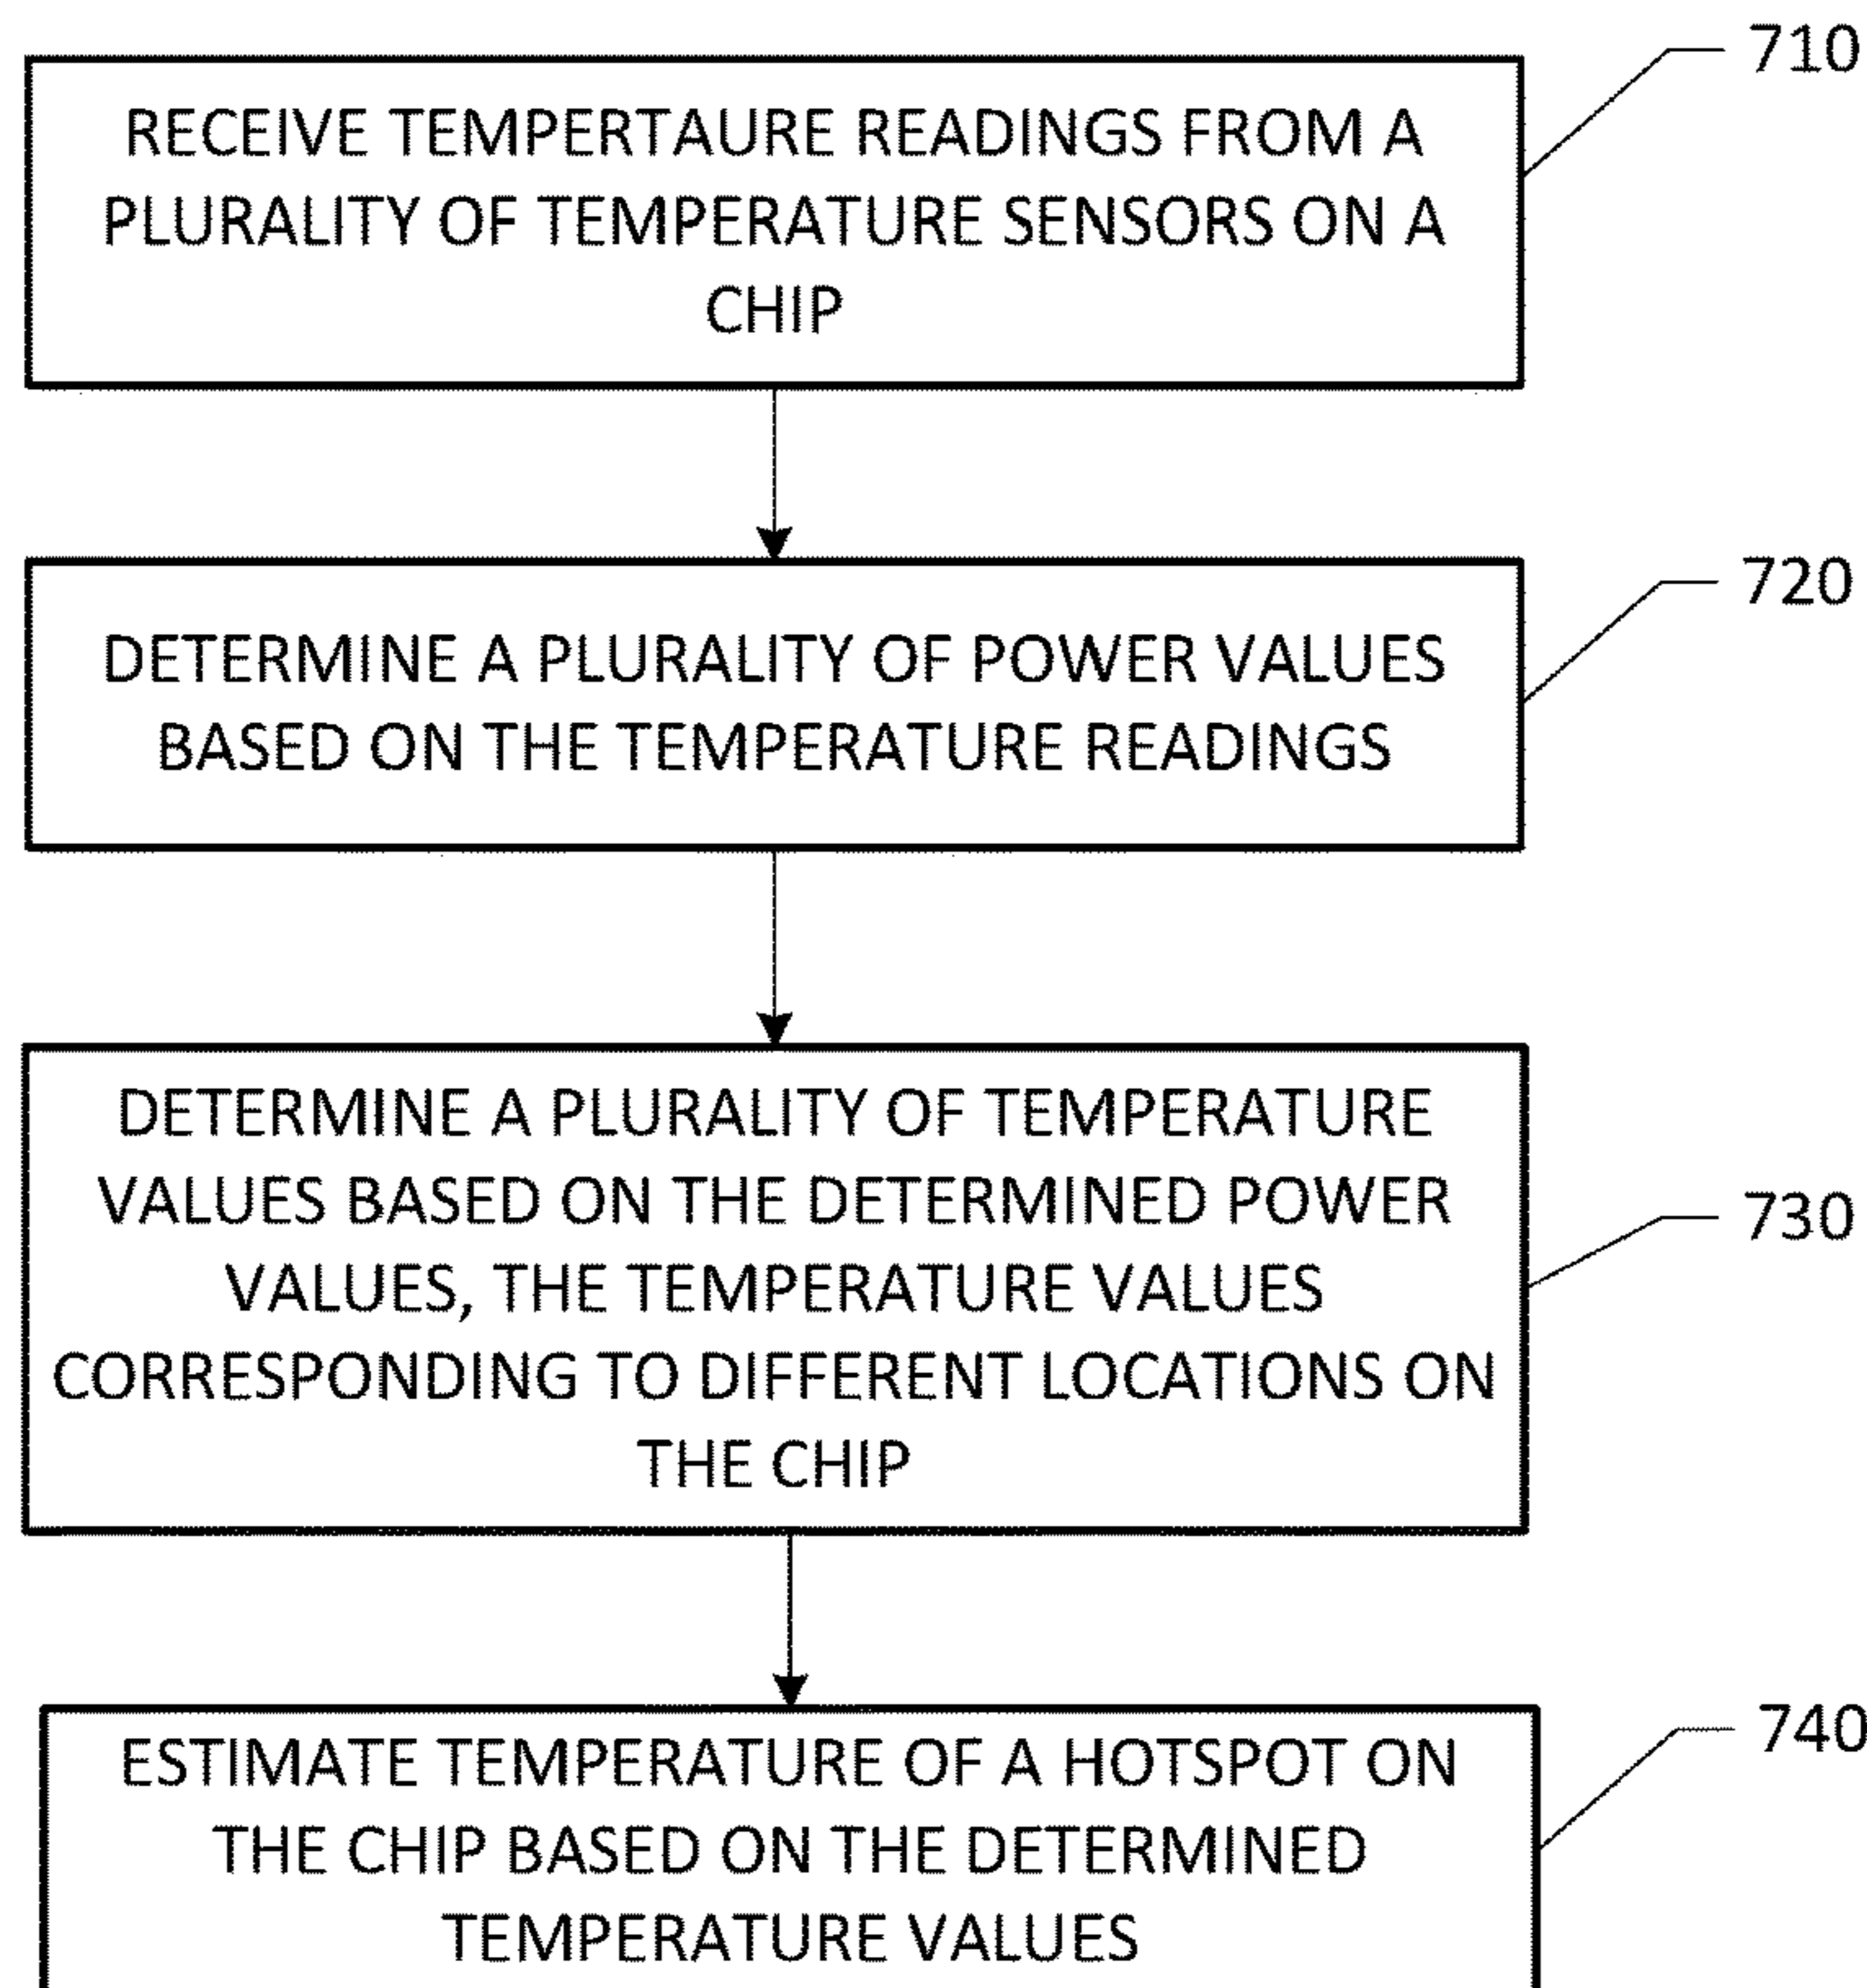 710
RECEIVE TEMPERTAURE READINGS FROM A
PLURALITY OF TEMPERATURE SENSORS ON A
CHIP
720
DETERMINE A PLURALITY OF POWER VALUES
BASED ON THE TEMPERATURE READINGS
DETERMINE A PLURALITY OF TEMPERATURE
VALUES BASED ON THE DETERMINED POWER
730
VALUES, THE TEMPERATURE VALUES
CORRESPONDING TO DIFFERENT LOCATIONS ON
THE CHIP
740
ESTIMATE TEMPERATURE OF A HOTSPOT ON
THE CHIP BASED ON THE DETERMINED
TEMPERATURE VALUES